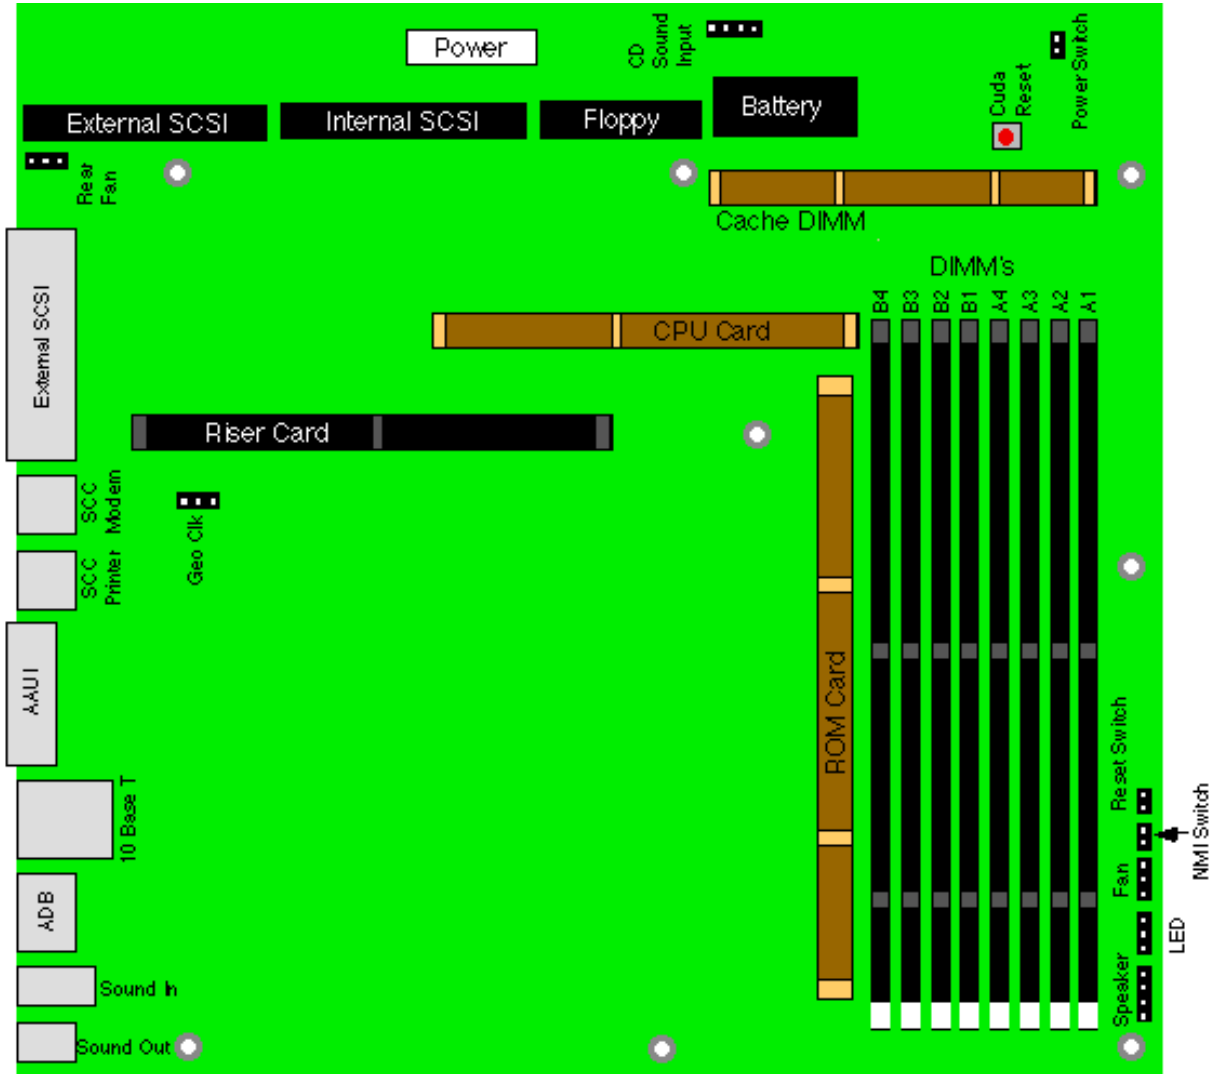 Power
CD
Sound
Input
PowerSwitch
Cuda
Reset
External SCSI
Internal SCSI
Floppy
Battery
Rear
Fan
Cache DIMM
DIMM's
B4
B3
B2
B1
A4
A3
A2
A1
External SCSI
CPU Card
Riser Card
SCC
Modem
Geo Clk
SCC
Printer
AAUI
ROM Card
Reset Switch
10 Base T
NMI Switch
Fan
ADB
LED
Speaker
Sound In
Sound Out